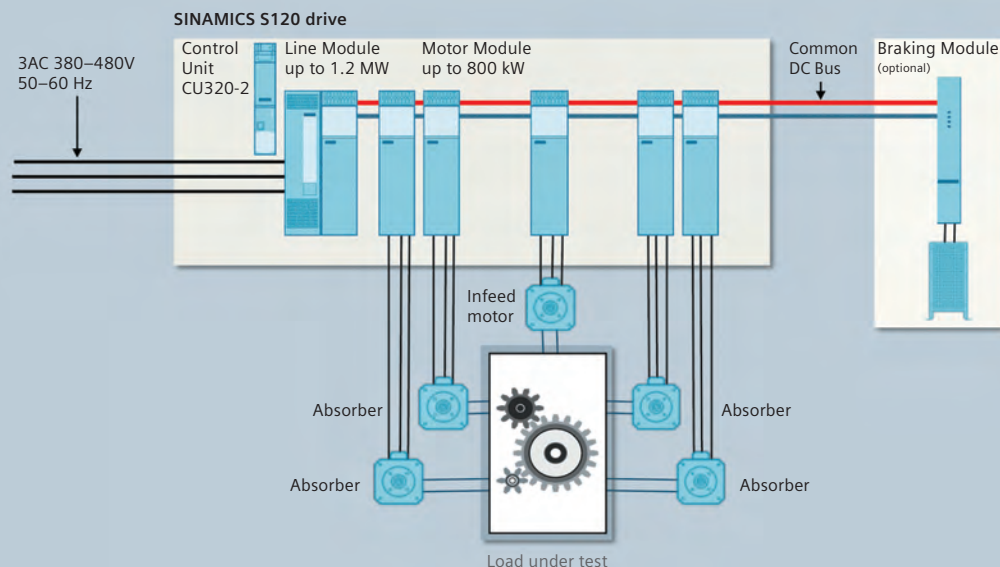 SINAMICS S120 drive
3AC 380–480V
50–60 Hz
Control
Unit
CU320-2
Line Module
up to 1.2 MW
Motor Module
up to 800 kW
Common
DC Bus
Braking Module
(optional)
Infeed
motor
Absorber
Absorber
Absorber
Absorber
Load under test